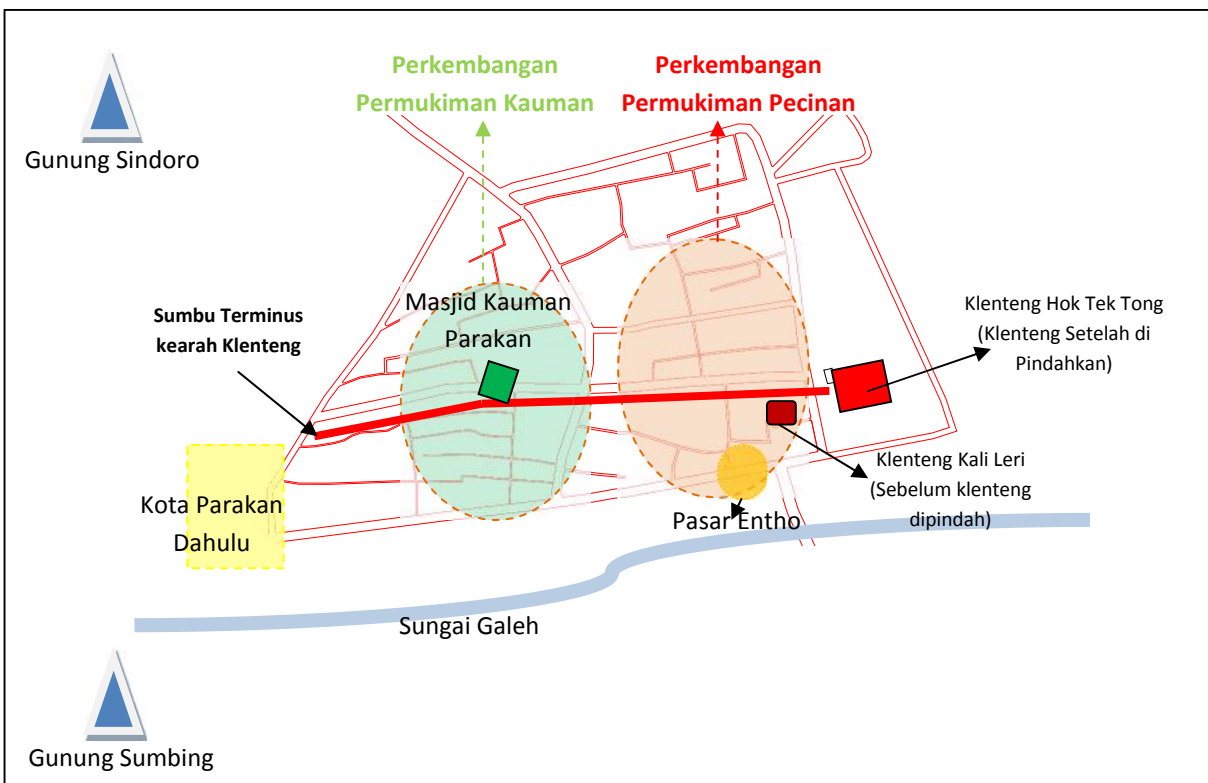 Perkembangan
Permukiman Kauman
Perkembangan
Permukiman Pecinan
Gunung Sindoro
Masjid Kauman
Parakan
Sumbu Terminus
kearah Klenteng
Klenteng Hok Tek Tong
(Klenteng Setelah di
Pindahkan)
Klenteng Kali Leri
(Sebelum klenteng
dipindah)
Kota Parakan
Dahulu
Pasar Entho
Sungai Galeh
Gunung Sumbing